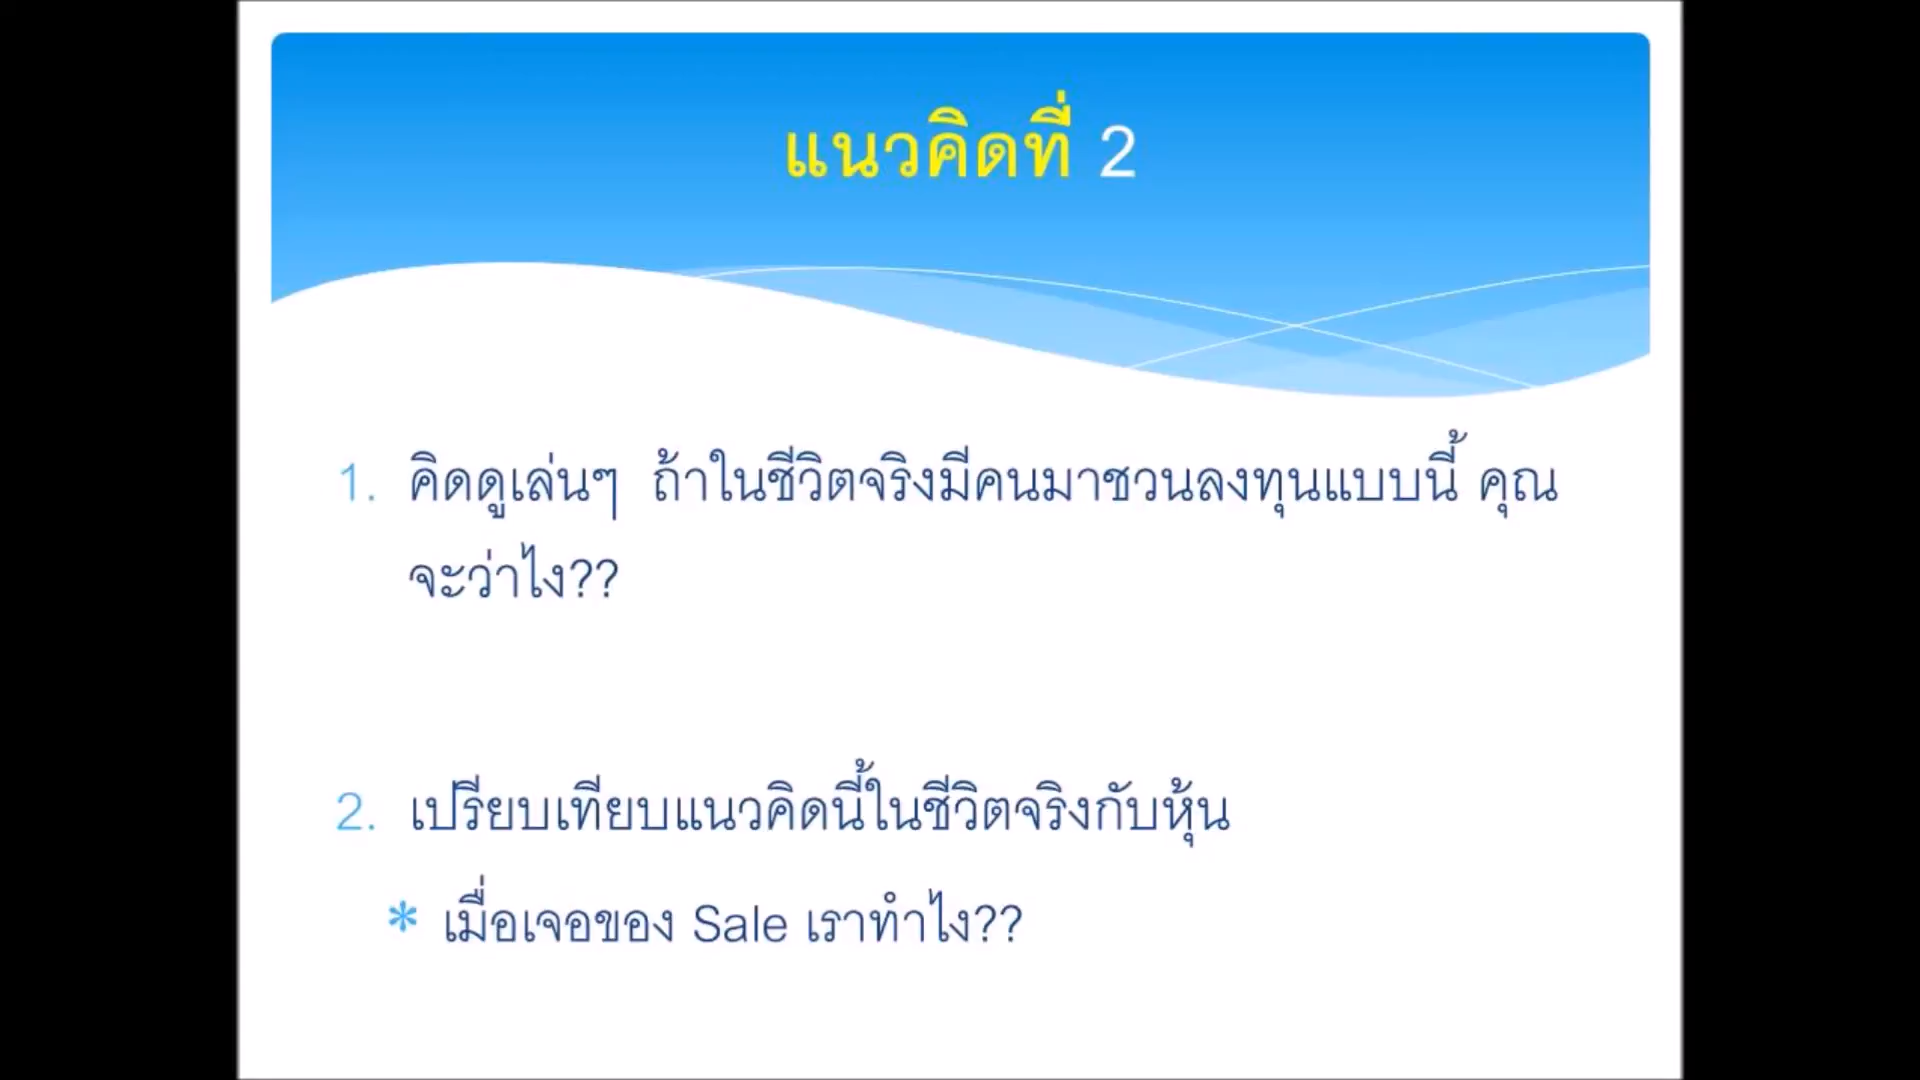 แนวคิดที่ 2
1. คิดดูเล่นๆ ถ้าในชีวิตจริงมีคนมาชวนลงทุนแบบนี้ คุณ
จะว่าไง??
2. เปรียบเทียบแนวคิดนี้ในชีวิตจริงกับหุ้น
* เมื่อเจอของ Sale เราทำไง??